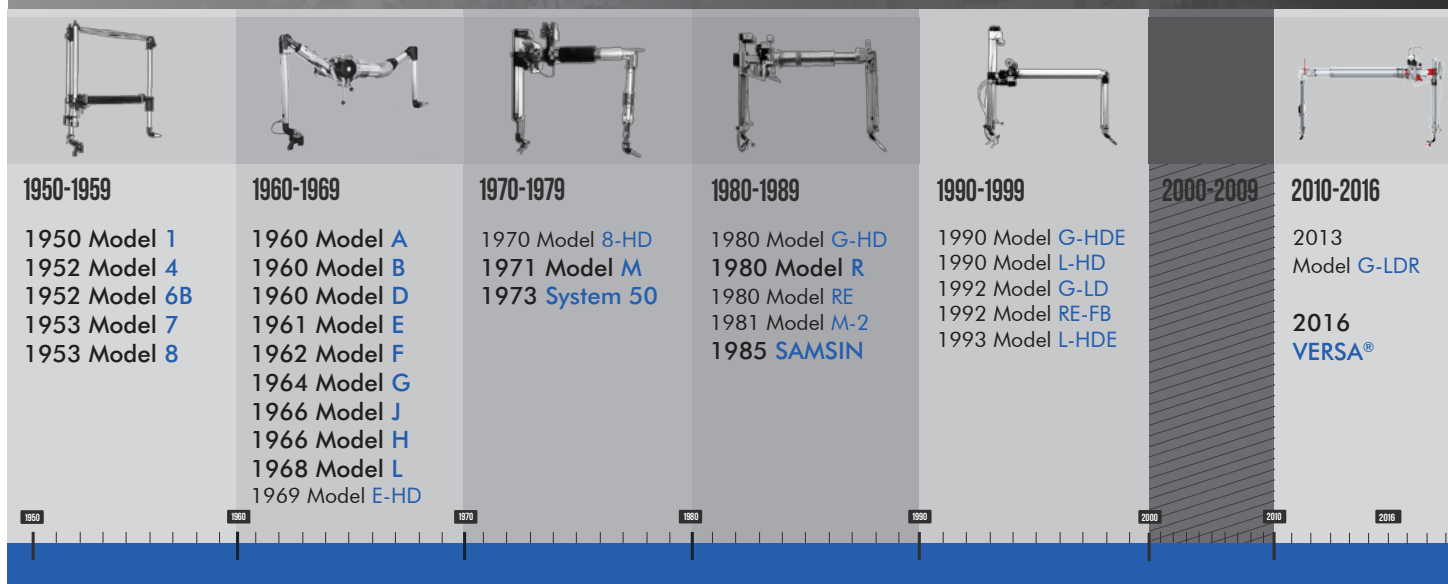 1950-1959
1950 Model 1
1952 Model 4
1952 Model 6B
1953 Model 7
1953 Model 8
1960-1969
1960 Model A
1960 Model B
1960 Model D
1961 Model E
1962 Model F
1964 Model G
1966 Model J
1966 Model H
1968 Model L
1969 Model E-HD
1970-1979
1970 Model 8-HD
1971 Model M
1973 System 50
1980-1989
1980 Model G-HD
1980 Model R
1980 Model RE
1981 Model M-2
1985 SAMSIN
1990-1999
1990 Model G-HDE
1990 Model L-HD
1992 Model G-LD
1992 Model RE-FB
1993 Model L-HDE
2000-2009
2010-2016
2013
Model G-LDR
2016
VERSA®
1950
1960
1970
1980
1990
2000
2010
2016